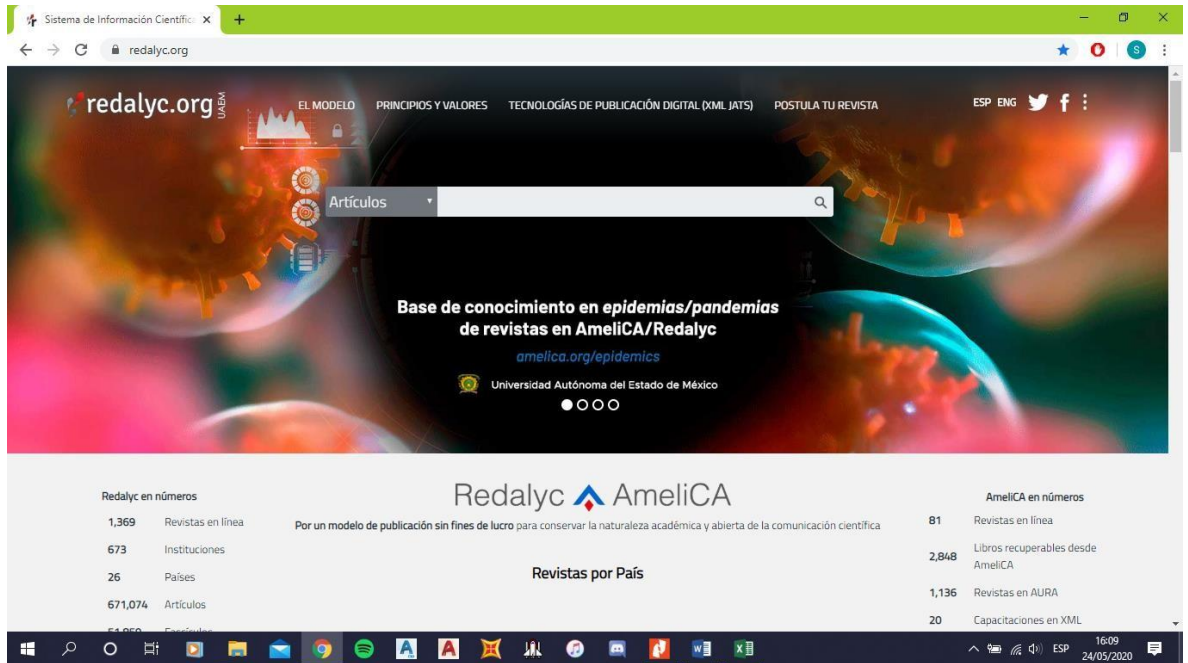 Sistema de Información Científic
redalyc.org
redalyc.org UAEM
EL MODELO PRINCIPIOS Y VALORES TECNOLOGÍAS DE PUBLICACIÓN DIGITAL (XML JATS) POSTULA TU REVISTA ESP ENG
Artículos
Base de conocimiento en epidemias/pandemias
de revistas en AmeliCA/Redalyc
amelica.org/epidemics
Universidad Autónoma del Estado de México
Redalyc AmeliCA
Por un modelo de publicación sin fines de lucro para conservar la naturaleza académica y abierta de la comunicación científica
Revistas por País
Redalyc en números
1,369 Revistas en línea
673 Instituciones
26 Países
671,074 Artículos
AmeliCA en números
81 Revistas en línea
2,848 Libros recuperables desde
AmeliCA
1,136 Revistas en AURA
20 Capacitaciones en XML
ESP
16:09
24/05/2020